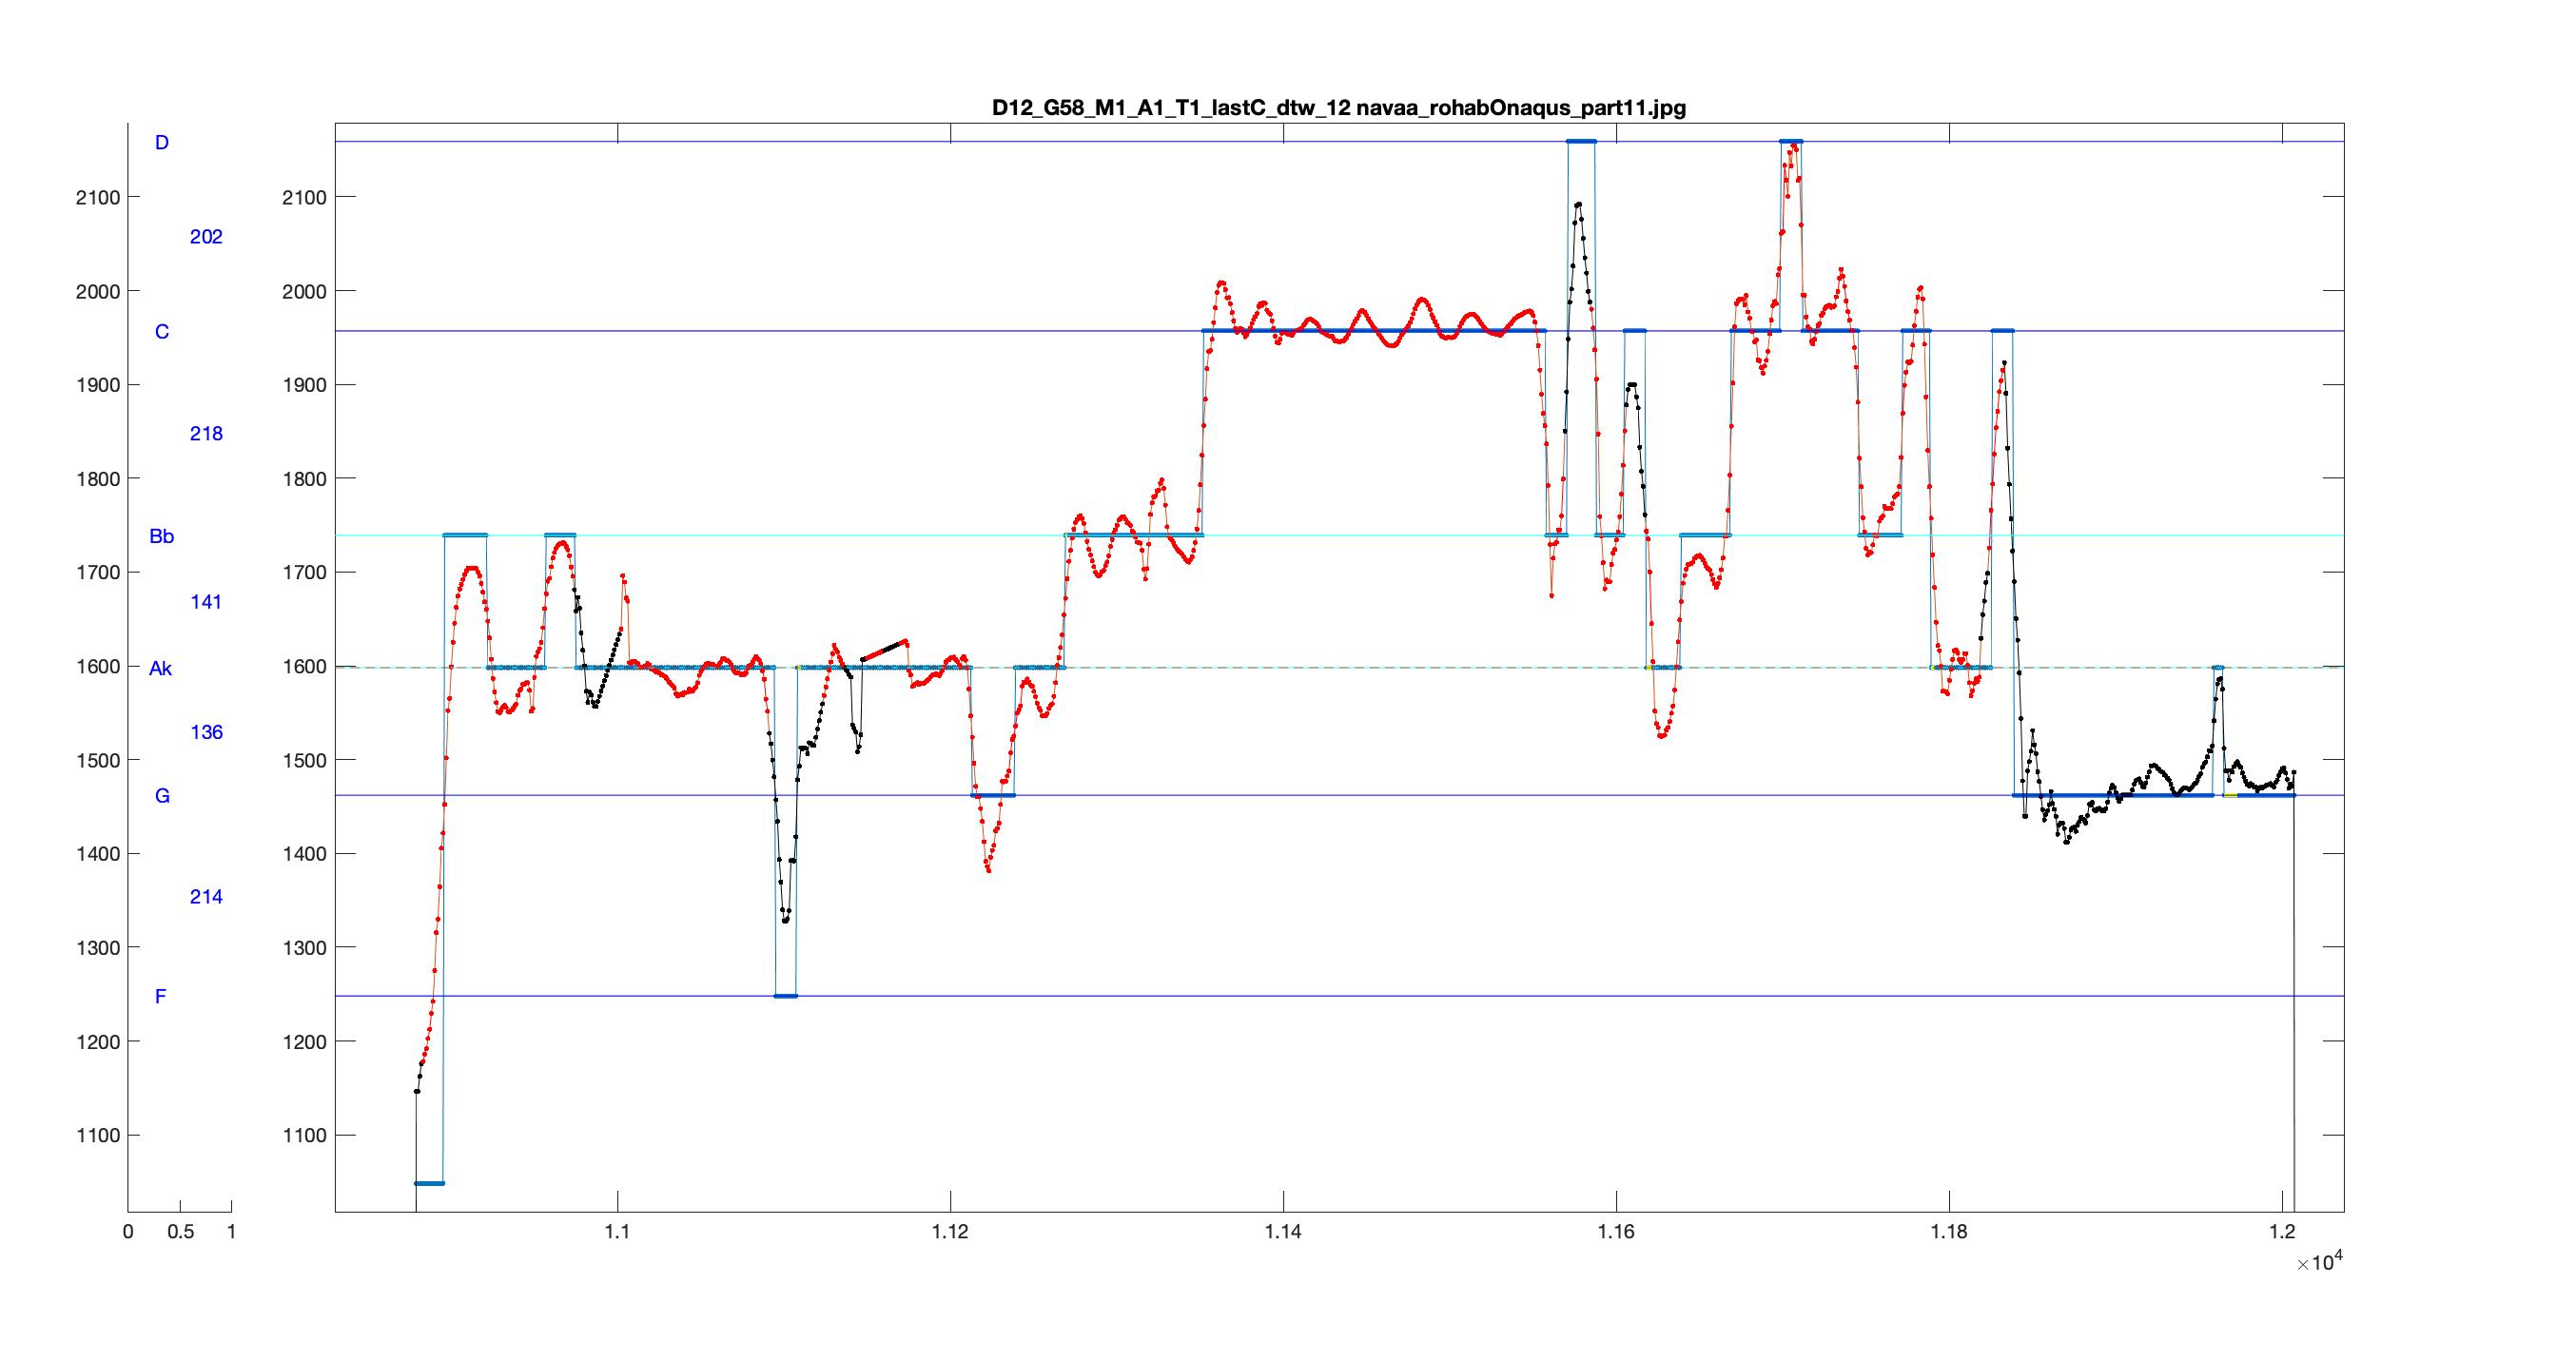 D12_G58_M1_A1_T1_lastC_dtw_12 navaa_rohabOnaqus_part11.jpg
D
2100 2100
202
2000 2000
C
1900 1900
218
1800 1800
Bb
1700 1700
141
1600 Ak 1600
136
1500 1500
G
1400 1400
214
1300 1300
F
1200 1200
1100 1100
0 0.5 1 1.1 1.12 1.14 1.16 1.18 1.2
×10^4